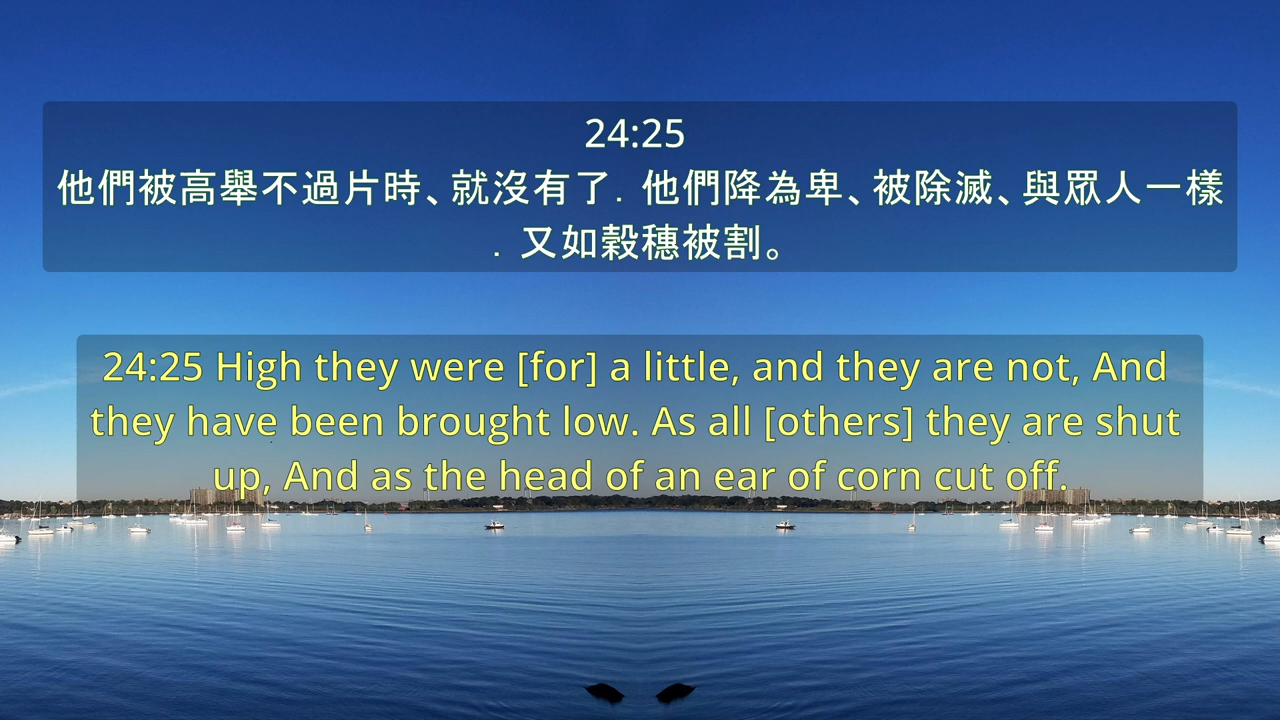 24:25
他們被高舉不過片時、就沒有了．他們降為卑、被除滅、與眾人一樣
．又如榖穗被割。
24:25 High they were [for] a little, and they are not, And
they have been brought low. As all [others] they are shut
up, And as the head of an ear of corn cut off.